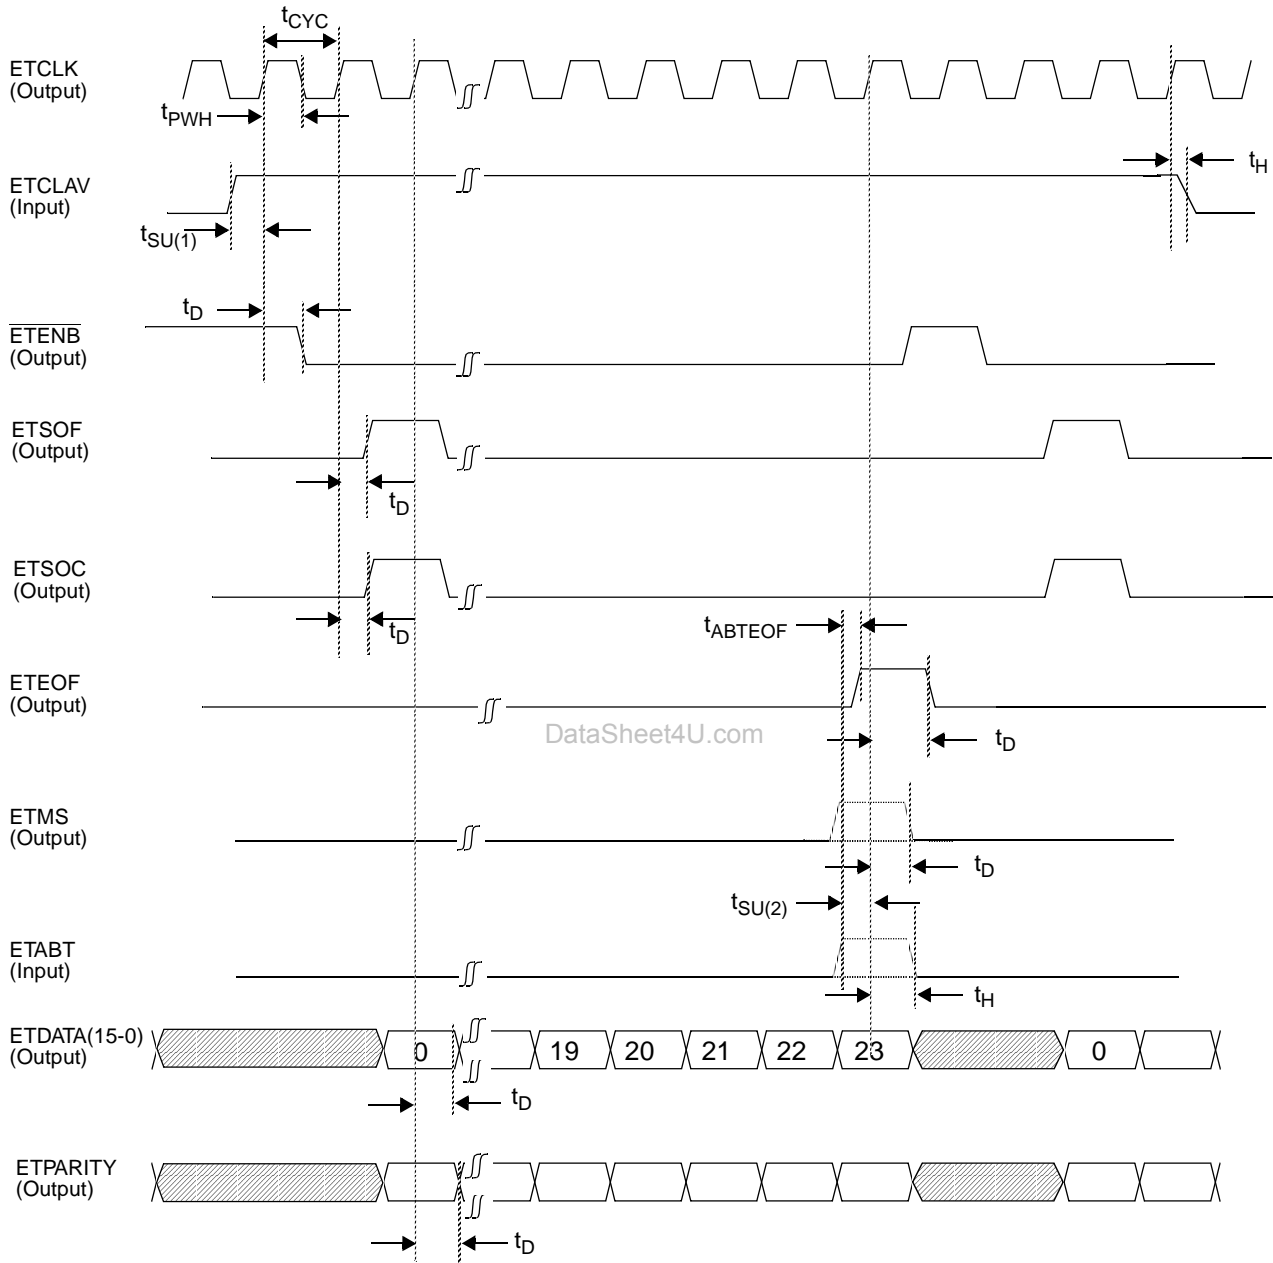 tCYC
ETCLK
(Output)
tPWH
ETCLAV
(Input)
tH
tSU(1)
tD
ETENB
(Output)
ETSOF
(Output)
tD
ETSOC
(Output)
tD
tABTEOF
ETEOF
(Output)
DataSheet4U.com
tD
ETMS
(Output)
tD
tSU(2)
ETABT
(Input)
tH
ETDATA(15-0)
(Output)
0 19 20 21 22 23 0
tD
ETPARITY
(Output)
tD